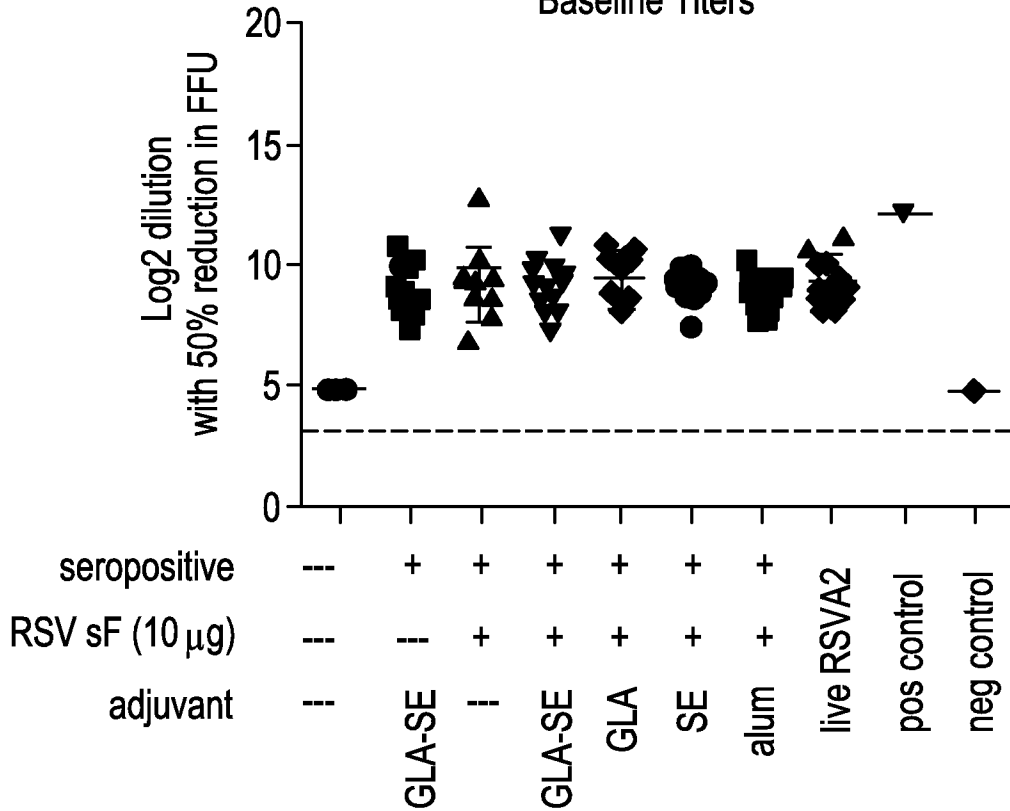 Baseline Titers
Log2 dilution
with 50% reduction in FFU
20
15
10
5
0
seropositive --- + + + + + +
RSV sF (10 µg) --- --- + + + + +
adjuvant --- GLA-SE --- GLA-SE GLA SE alum
live RSVA2
pos control
neg control